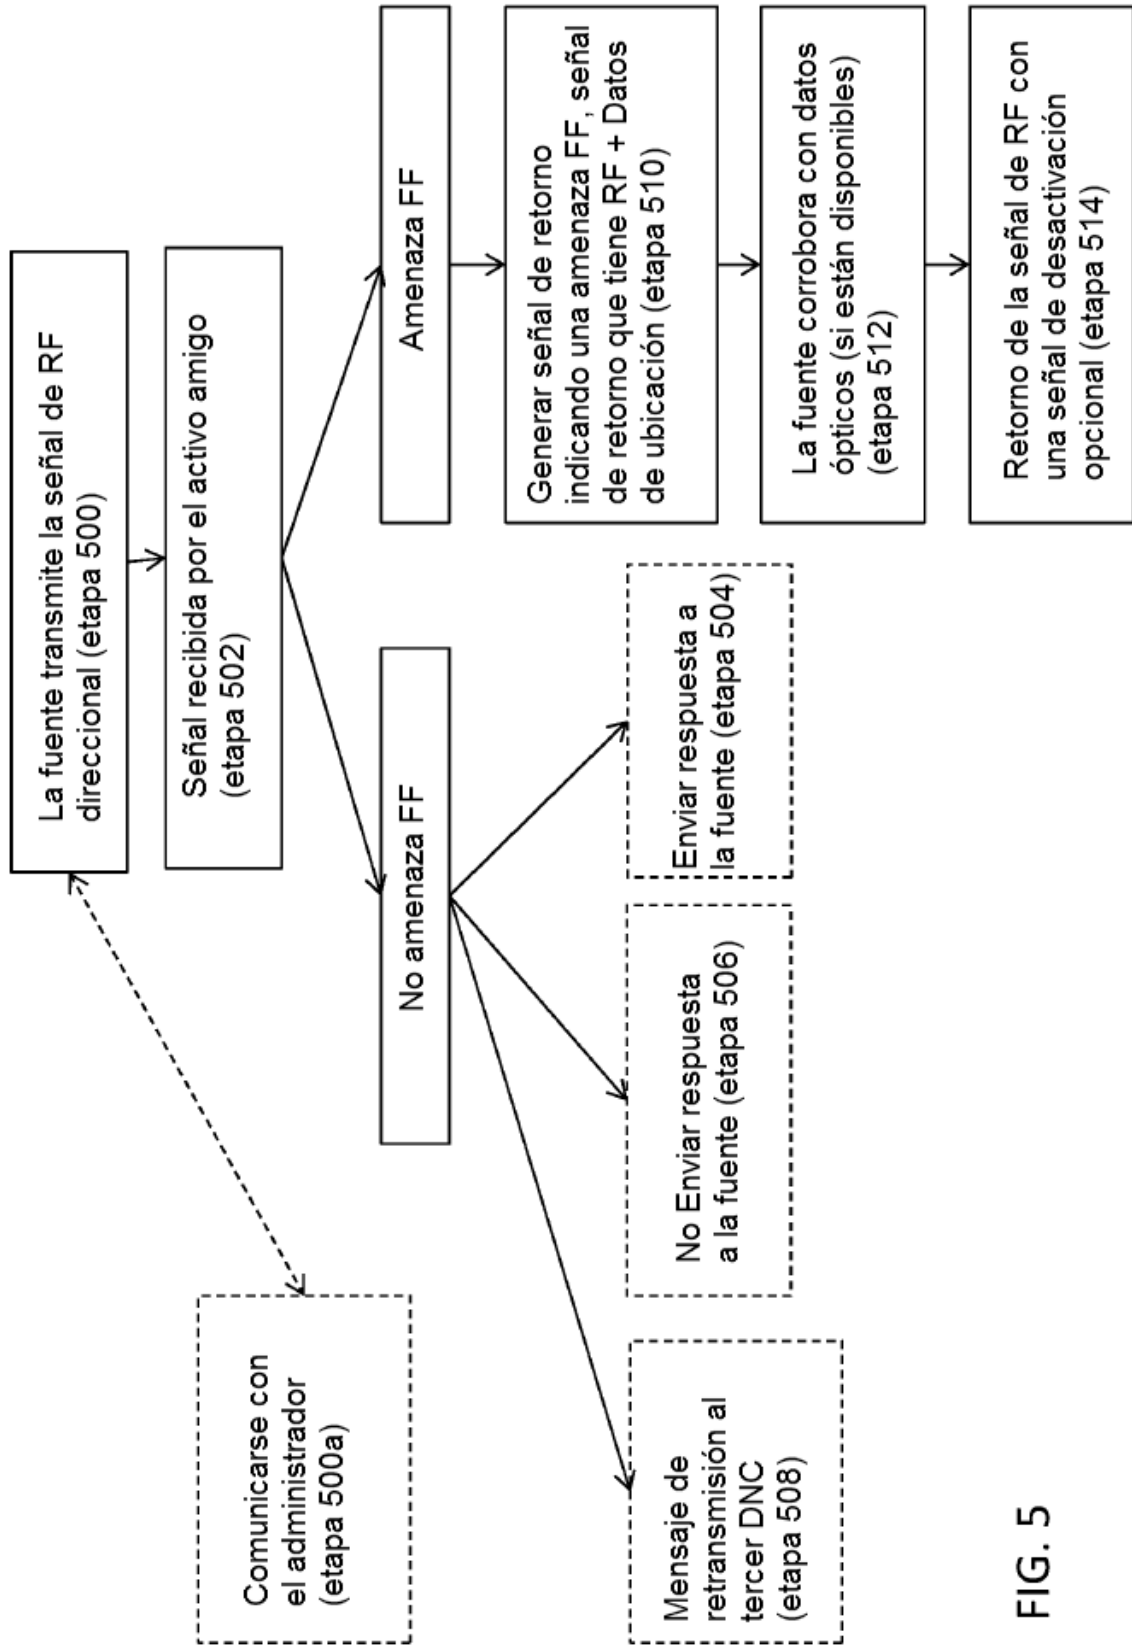 La fuente transmite la señal de RF
direccional (etapa 500)
Comunicarse con
el administrador
(etapa 500a)
Señal recibida por el activo amigo
(etapa 502)
No amenaza FF
Amenaza FF
Mensaje de
retransmisión al
tercer DNC
(etapa 508)
No Enviar respuesta
a la fuente (etapa 506)
Enviar respuesta a
la fuente (etapa 504)
Generar señal de retorno
indicando una amenaza FF, señal
de retorno que tiene RF + Datos
de ubicación (etapa 510)
La fuente corrobora con datos
ópticos (si están disponibles)
(etapa 512)
Retorno de la señal de RF con
una señal de desactivación
opcional (etapa 514)
FIG. 5